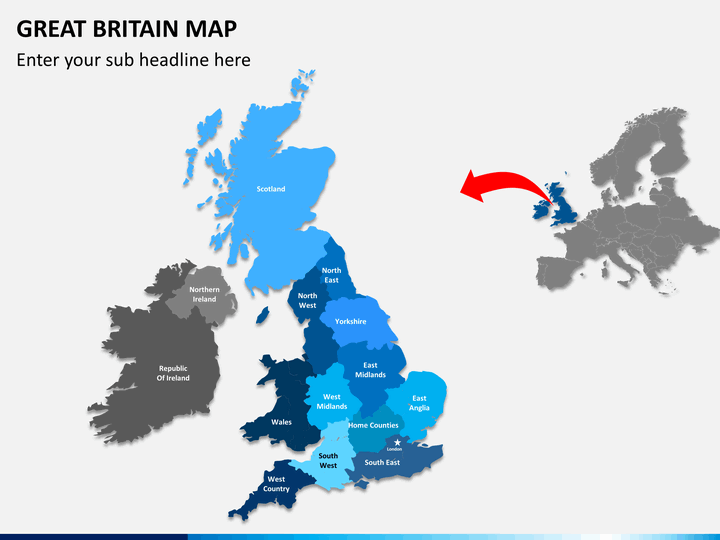 GREAT BRITAIN MAP
Enter your sub headline here
Scotland
North
East
Northern
Ireland
North
West
Yorkshire
Republic
Of Ireland
East
Midlands
West
Midlands
East
Anglia
Wales
Home Counties
London
South
West
South East
West
Country